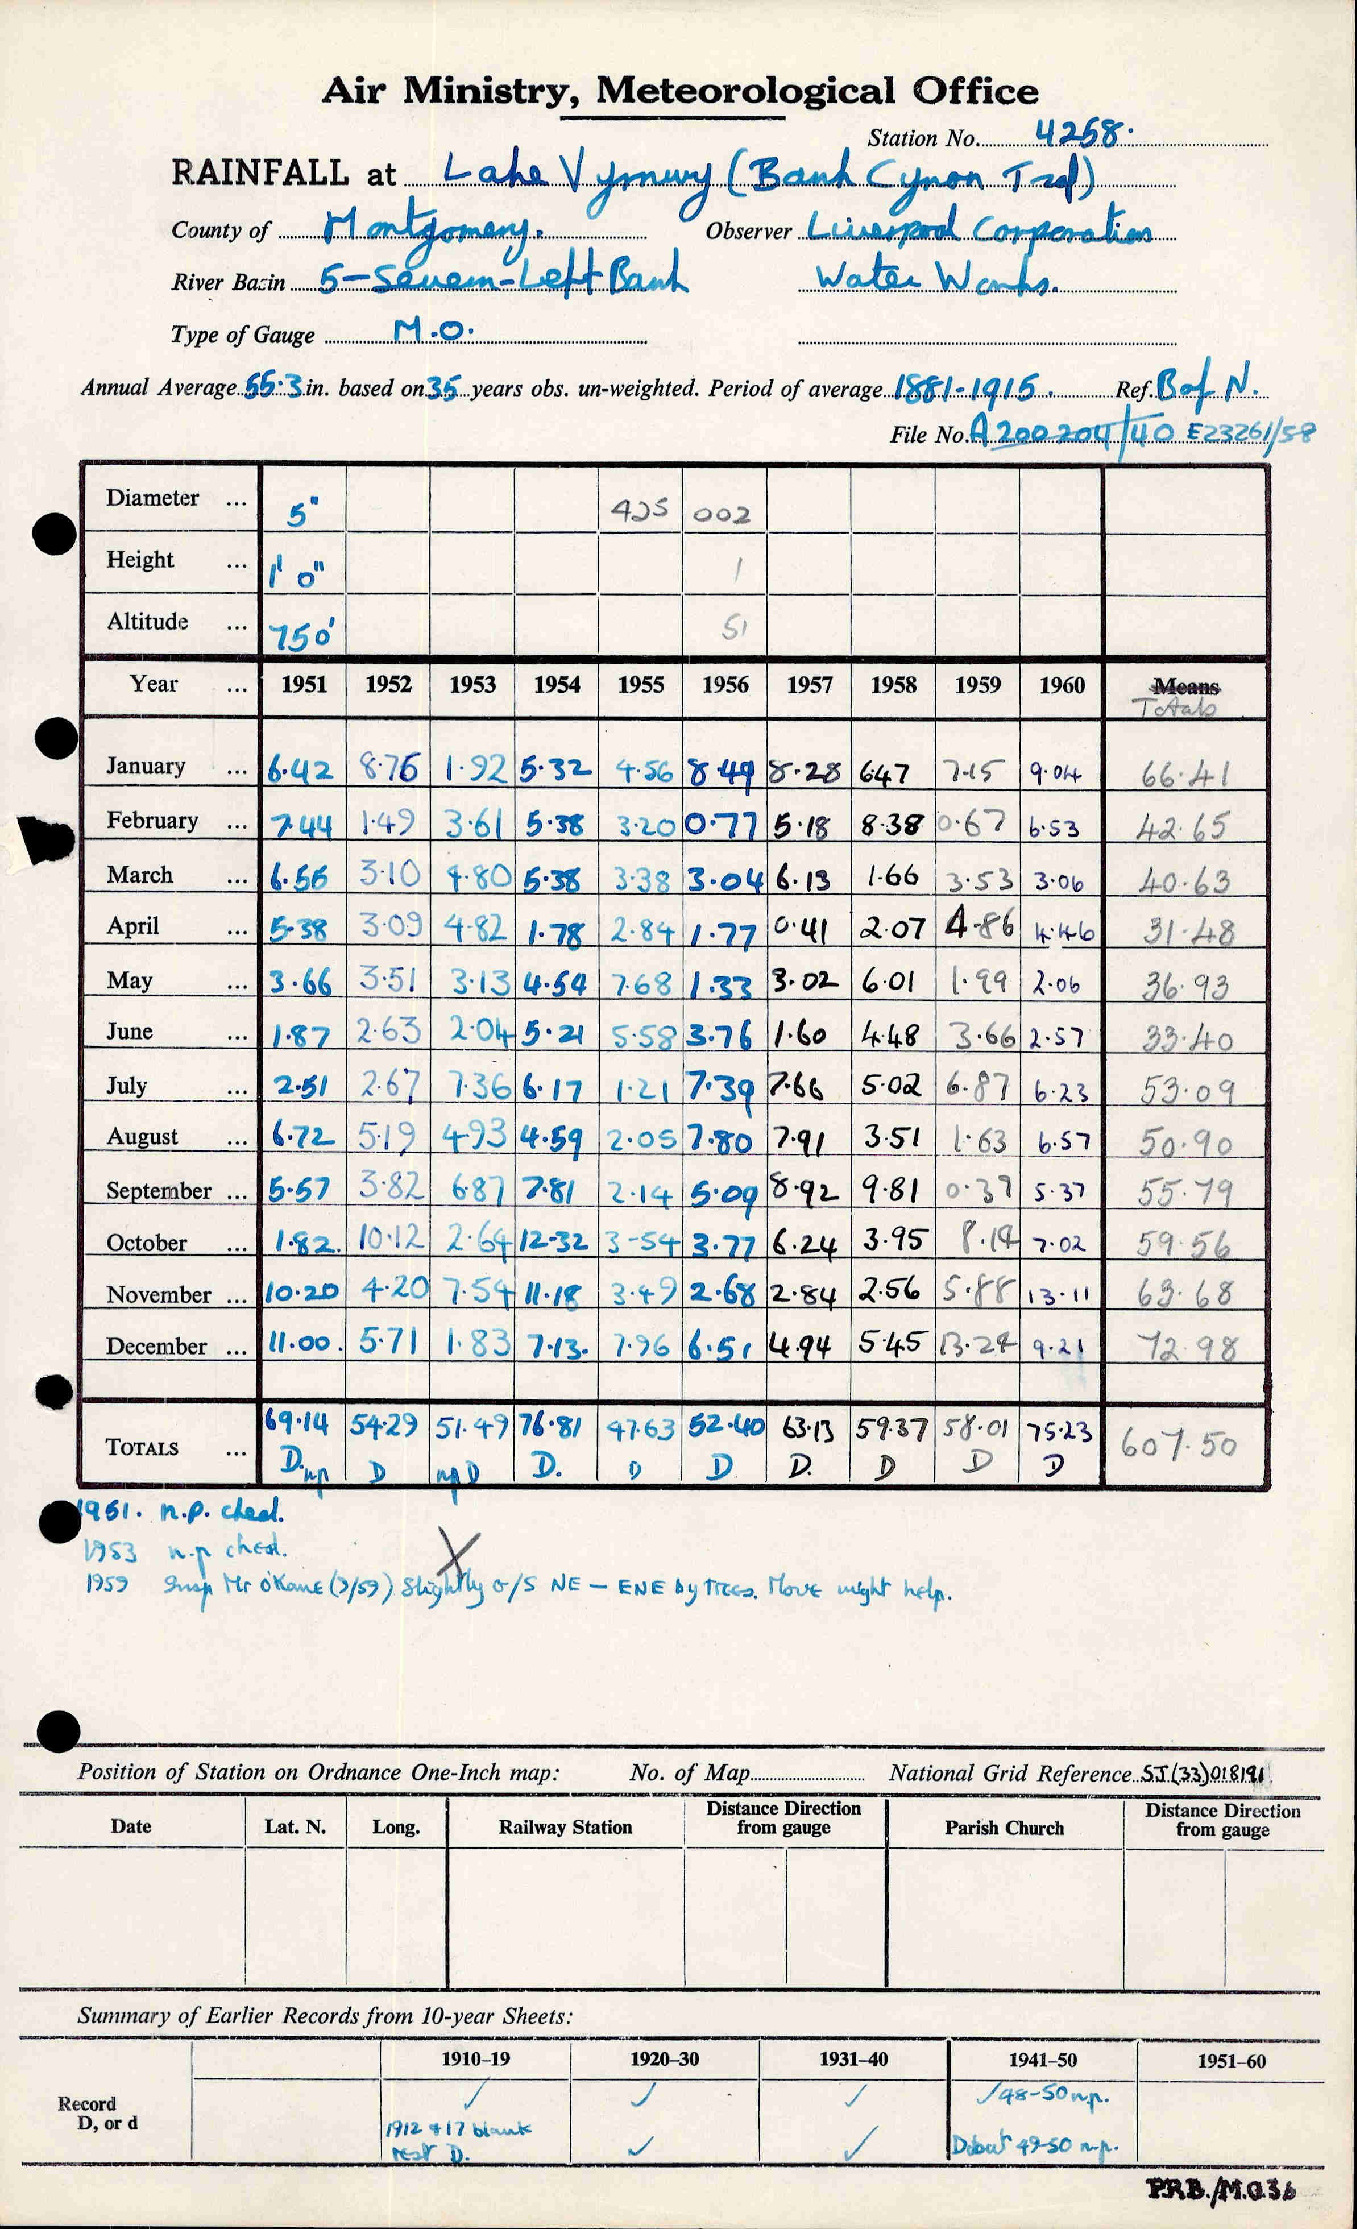 Air Ministry, Meteorological Office
Station No. 4258.
RAINFALL at Lake Vyrnwy (Bank Cynon Tref)
County of Montgomery. Observer Liverpool Corporation
River Basin 5-Severn-Left Bank Water Works.
Type of Gauge M.O.
Annual Average 55.3 in. based on 35 years obs. un-weighted. Period of average 1881-1915. Ref. B of N.
File No. A 200204/40 E23261/58
Diameter ... 5" 425 002
Height ... 1' 0" 1
Altitude ... 750' 51
Year ... 1951 1952 1953 1954 1955 1956 1957 1958 1959 1960 Means
Totals
January ... 6.42 8.76 1.92 5.32 4.56 8.49 8.28 6.47 7.15 9.04 66.41
February ... 7.44 1.49 3.61 5.38 3.20 0.77 5.18 8.38 0.67 6.53 42.65
March ... 6.55 3.10 4.80 5.38 3.38 3.04 6.13 1.66 3.53 3.06 40.63
April ... 5.38 3.09 4.82 1.78 2.84 1.77 0.41 2.07 4.86 4.46 31.48
May ... 3.66 3.51 3.13 4.54 7.68 1.33 3.02 6.01 1.99 2.06 36.93
June ... 1.87 2.63 2.04 5.21 5.58 3.76 1.60 4.48 3.66 2.57 33.40
July ... 2.51 2.67 7.36 6.17 1.21 7.39 7.66 5.02 6.87 6.23 53.09
August ... 6.72 5.19 4.93 4.59 2.05 7.80 7.91 3.51 1.63 6.57 50.90
September ... 5.57 3.82 6.87 7.81 2.14 5.09 8.92 9.81 0.37 5.37 55.79
October ... 1.82. 10.12 2.64 12-32 3-54 3.77 6.24 3.95 8.14 7.02 59.56
November ... 10.20 4.20 7.54 11.18 3.49 2.68 2.84 2.56 5.88 13.11 63.68
December ... 11.00. 5.71 1.83 7.13. 7.96 6.51 4.94 5.45 13.24 9.21 72.98
TOTALS ... 69.14 54.29 51.49 76.81 47.63 52.40 63.13 59.37 58.01 75.23 607.50
D. np D np D D. D D D. D D D
1951. n.p. cheal.
1953 n.p cheal.
1959 Insp Mr O'Kane (7/59) Slightly o/s NE - ENE by trees. Move might help.
Position of Station on Ordnance One-Inch map: No. of Map National Grid Reference SJ (33) 018191
Date Lat. N. Long. Railway Station Distance Direction from gauge Parish Church Distance Direction from gauge
Summary of Earlier Records from 10-year Sheets:
1910-19 1920-30 1931-40 1941-50 1951-60
Record ✓ ✓ ✓ ✓48-50 n.p.
D, or d 1912 + 17 blank
rest D. ✓ ✓ D but 49-50 n.p.
P.R.B./M.O.36